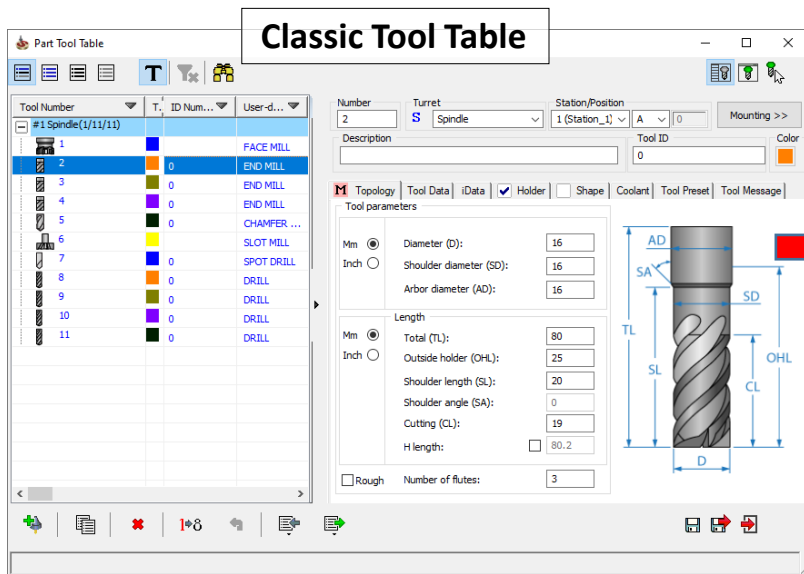 Classic Tool Table
Part Tool Table
T
Tool Number T. ID Num... User-d...
#1 Spindle(1/11/11)
1 FACE MILL
2 0 END MILL
3 0 END MILL
4 0 END MILL
5 0 CHAMFER ...
6 SLOT MILL
7 0 SPOT DRILL
8 0 DRILL
9 0 DRILL
10 0 DRILL
11 0 DRILL
Number Turret Station/Position
2 S Spindle 1 (Station_1) A 0 Mounting >>
Description Tool ID Color
0
M Topology Tool Data iData Holder Shape Coolant Tool Preset Tool Message
Tool parameters
Mm Diameter (D): 16
Inch Shoulder diameter (SD): 16
Arbor diameter (AD): 16
Length
Mm Total (TL): 80
Inch Outside holder (OHL): 25
Shoulder length (SL): 20
Shoulder angle (SA): 0
Cutting (CL): 19
H length: 80.2
Rough Number of flutes: 3
AD
SA
SD
TL
OHL
SL
CL
D
1 8